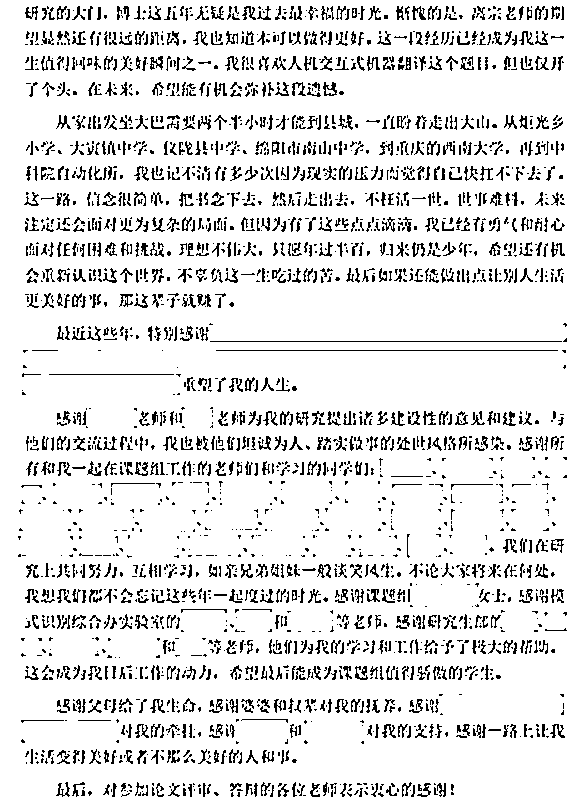 研究的大门，博士这五年无疑是我过去最幸福的时光。惭愧的是，离宗老师的期
望显然还有很远的距离，我也知道本可以做得更好。这一段经历已经成为我这一
生值得回味的美好瞬间之一。我很喜欢人机交互式机器翻译这个题目，但也仅开
了个头。在未来，希望能有机会弥补这段遗憾。
从家出发坐大巴需要两个半小时才能到县城，一直盼着走出大山。从炬光乡
小学、大寅镇中学、仪陇县中学、绵阳市南山中学，到重庆的西南大学，再到中
科院自动化所，我也记不清有多少次因为现实的压力而觉得自己快扛不下去了。
这一路，信念很简单，把书念下去，然后走出去，不枉活一世。世事难料，未来
注定还会面对更为复杂的局面。但因为有了这些点点滴滴，我已经有勇气和耐心
面对任何困难和挑战。理想不伟大，只愿年过半百，归来仍是少年，希望还有机
会重新认识这个世界，不辜负这一生吃过的苦。最后如果还能做出点让别人生活
更美好的事，那这辈子就赚了。
最近这些年，特别感谢
重塑了我的人生。
感谢 老师和 老师为我的研究提出诸多建设性的意见和建议。与
他们的交流过程中，我也被他们坦诚为人、踏实做事的处世风格所感染。感谢所
有和我一起在课题组工作的老师们和学习的同学们：
。我们在研
究上共同努力，互相学习，如亲兄弟姐妹一般谈笑风生。不论大家将来在何处，
我想我们都不会忘记这些年一起度过的时光。感谢课题组 女士，感谢模
式识别综合办实验室的 、 和 等老师，感谢研究生部的 、
、 和 等老师，他们为我的学习和工作给予了极大的帮助。
这会成为我日后工作的动力，希望最后能成为课题组值得骄傲的学生。
感谢父母给了我生命，感谢婆婆和叔辈对我的抚养，感谢
对我的牵挂，感谢 和 对我的支持，感谢一路上让我
生活变得美好或者不那么美好的人和事。
最后，对参加论文评审、答辩的各位老师表示衷心的感谢！